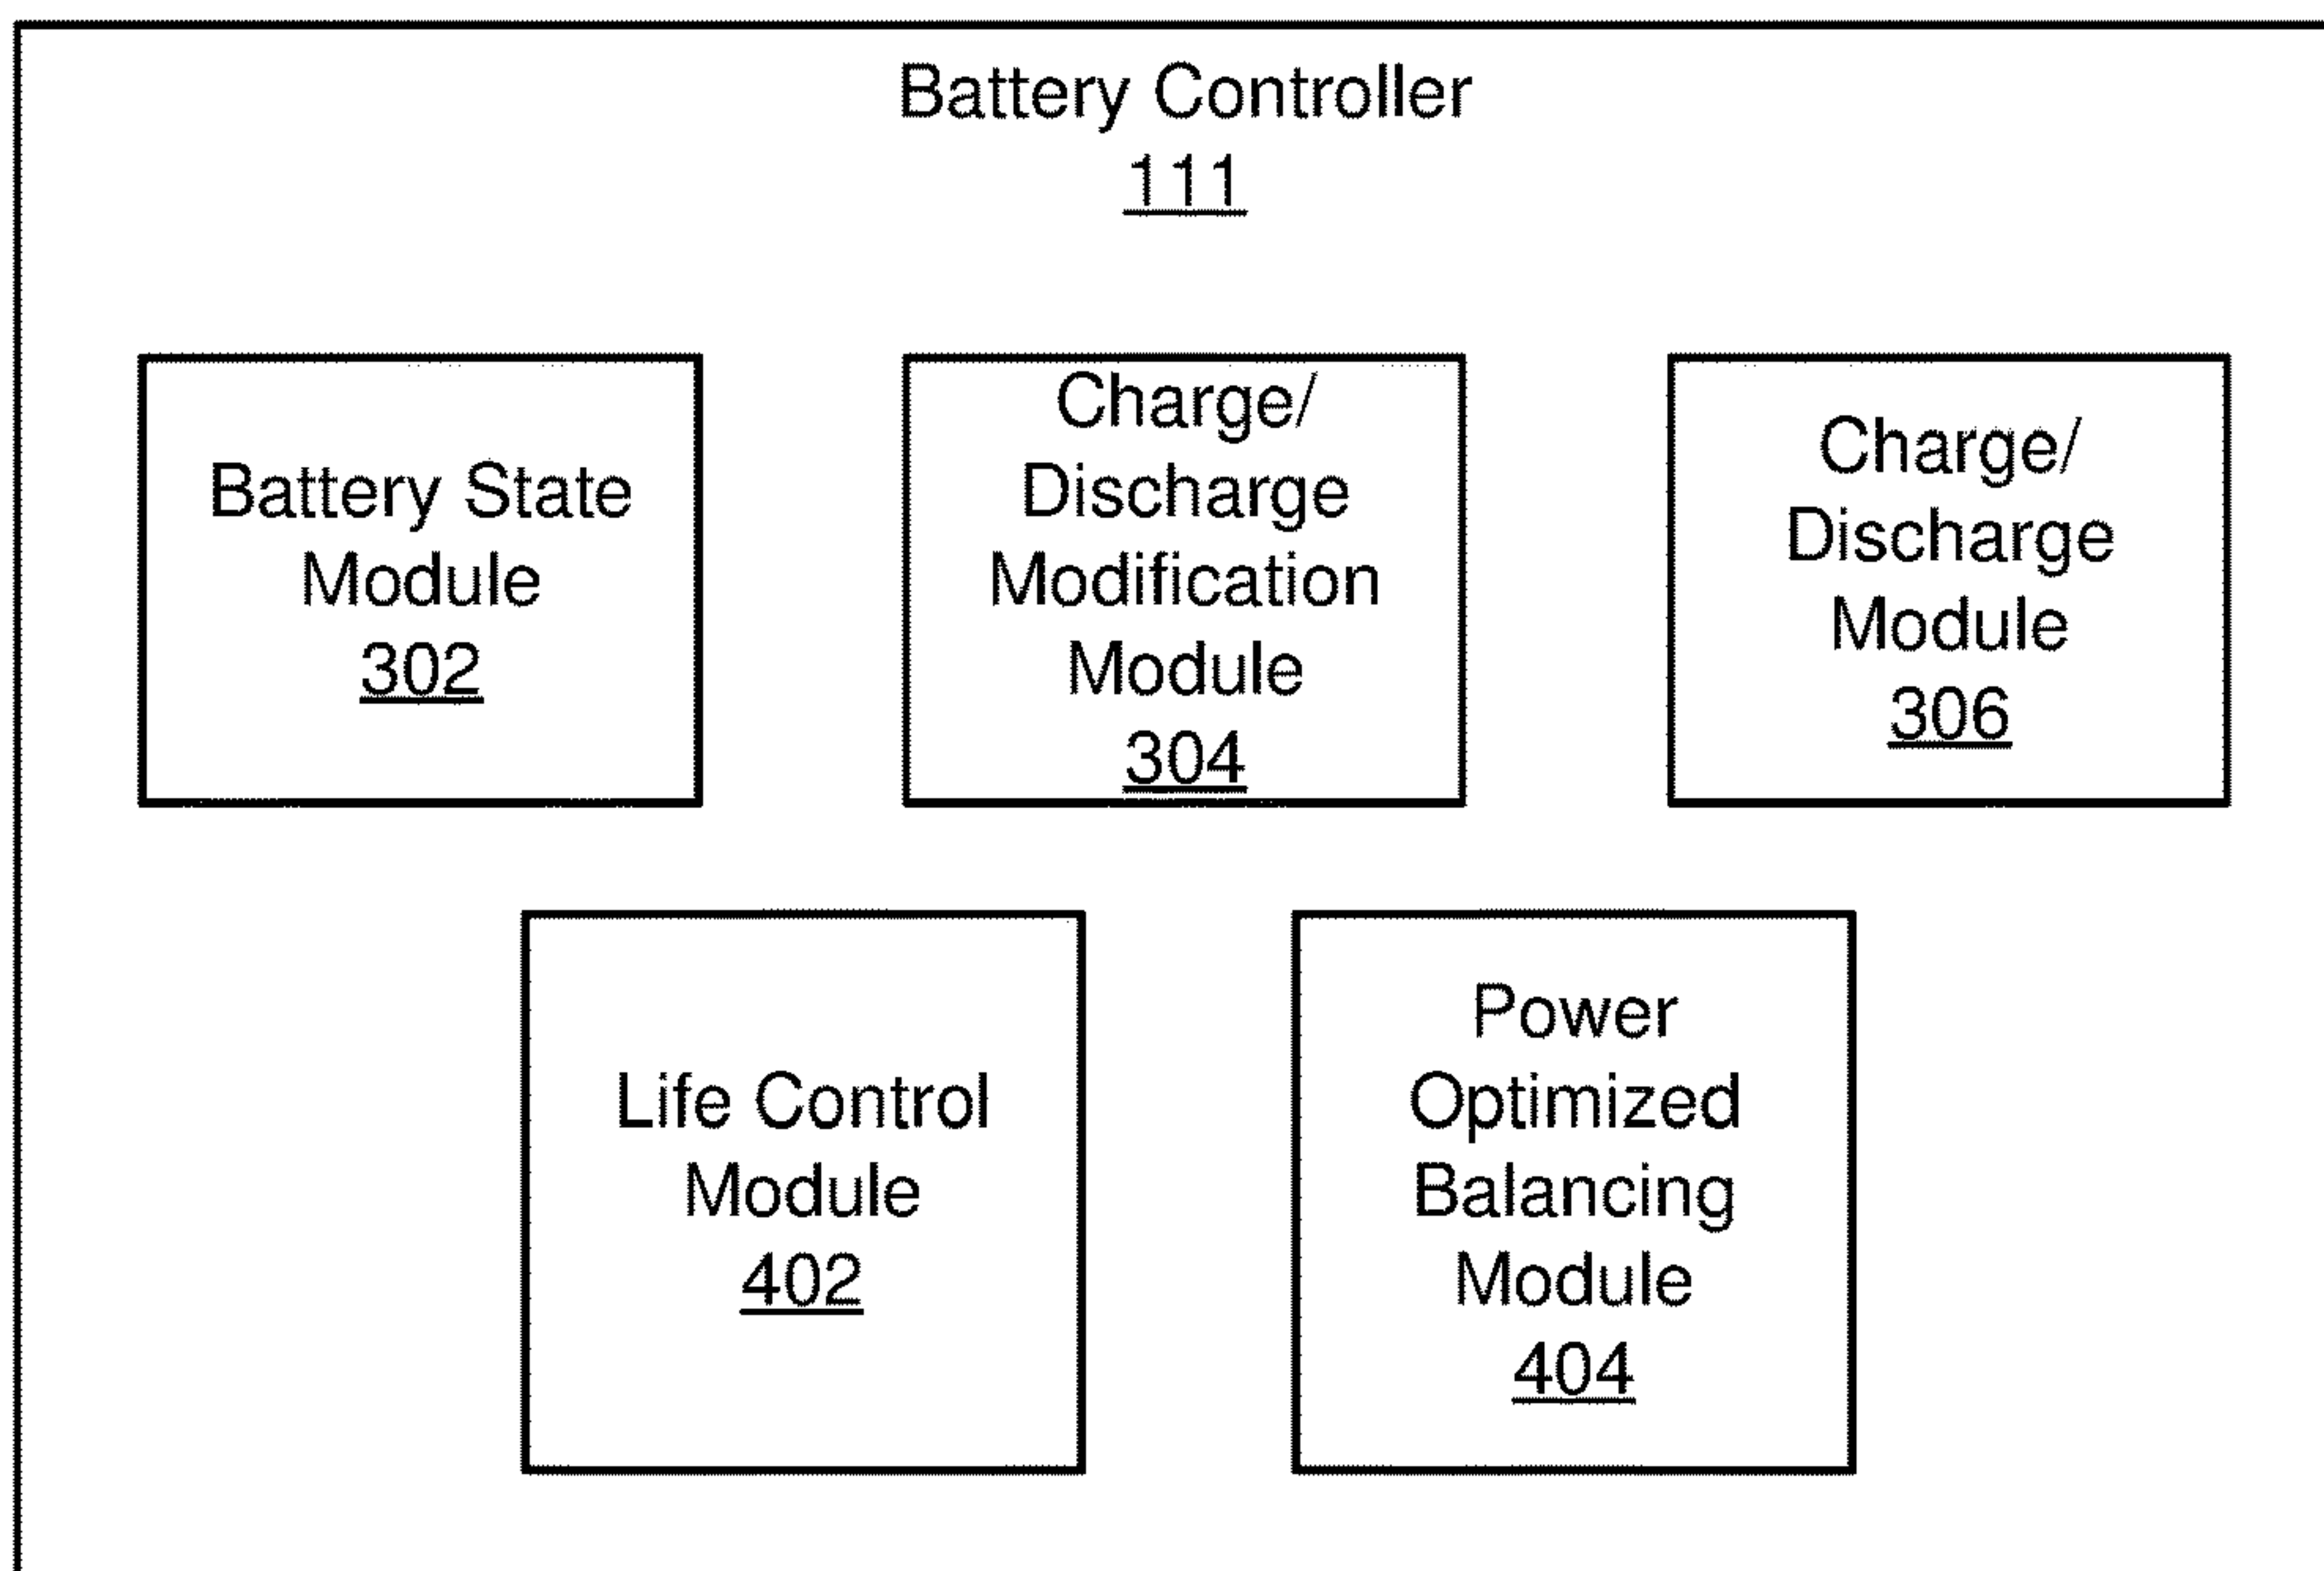 Battery Controller
111
Battery State
Module
302
Charge/
Discharge
Modification
Module
304
Charge/
Discharge
Module
306
Life Control
Module
402
Power
Optimized
Balancing
Module
404